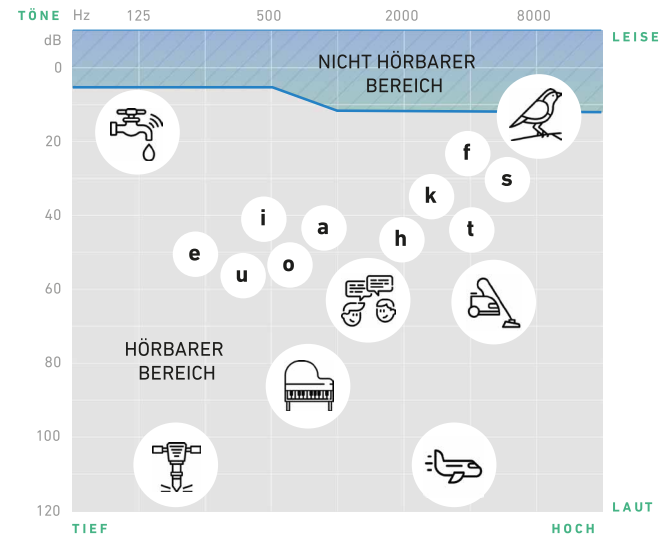 TÖNE Hz 125 500 2000 8000
LEISE
dB
0
NICHT HÖRBARER
BEREICH
20
f
s
k
40
i
a
t
h
e
o
u
60
HÖRBARER
BEREICH
80
100
120
LAUT
TIEF
HOCH